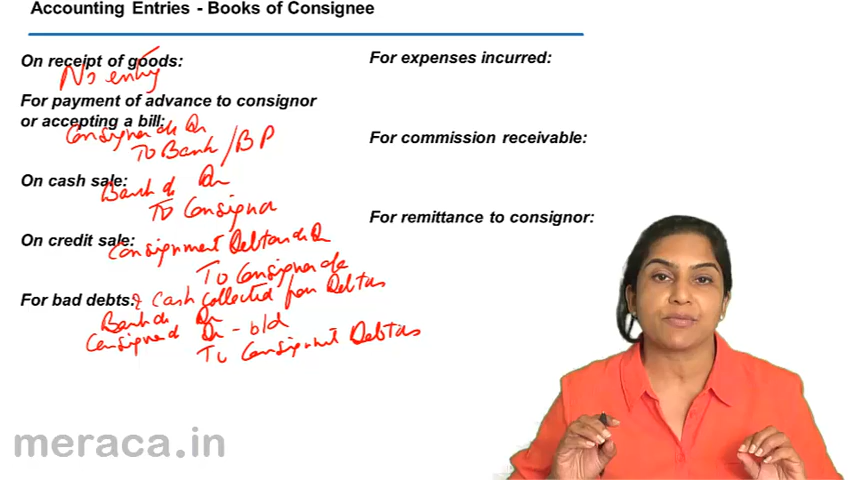 Accounting Entries - Books of Consignee
On receipt of goods:
No entry
For payment of advance to consignor
or accepting a bill:
Consignor a/c Dr
To Bank / BP
On cash sale:
Bank a/c Dr
To Consignor
On credit sale:
Consignment Debtors a/c Dr
To Consignor a/c
For bad debts:
& Cash collected from Debtors
Bank a/c Dr
Consignor a/c Dr - b/d
To Consignment Debtors
For expenses incurred:
For commission receivable:
For remittance to consignor:
meraca.in